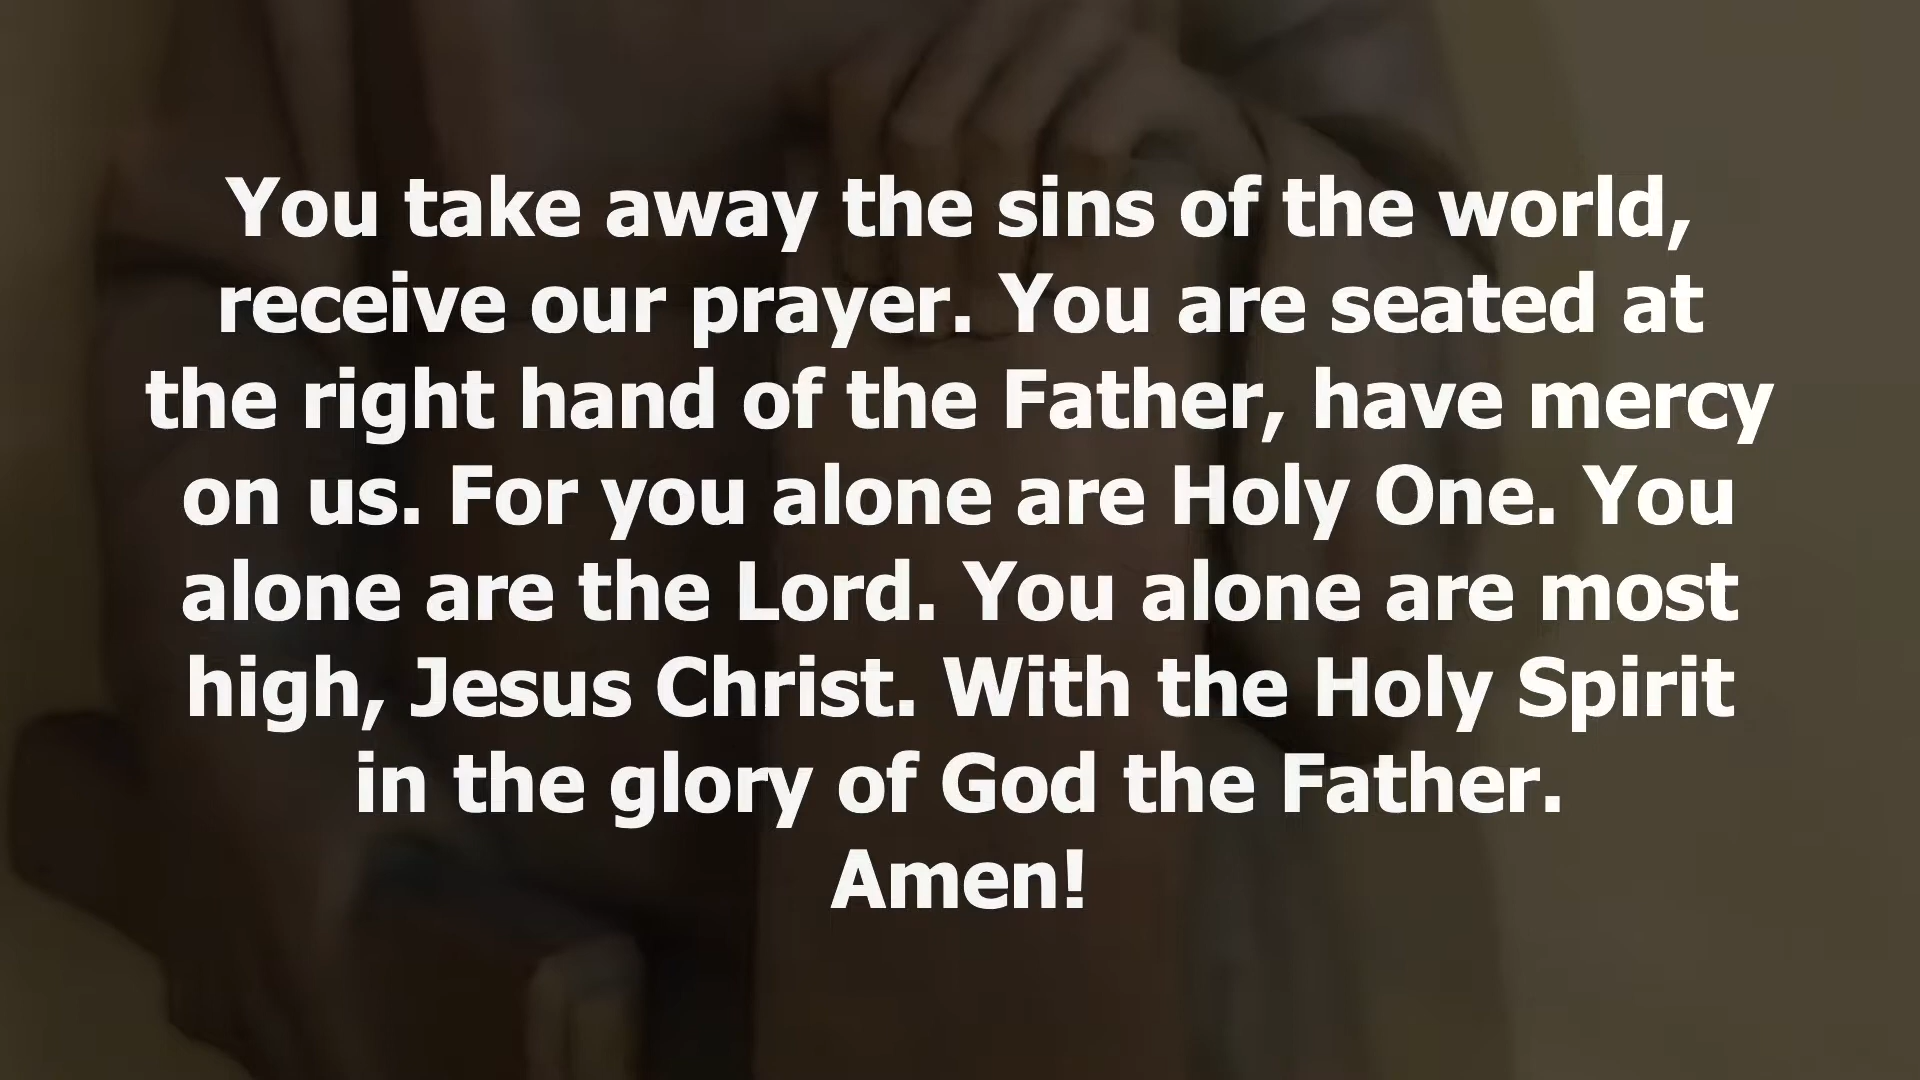 You take away the sins of the world,
receive our prayer. You are seated at
the right hand of the Father, have mercy
on us. For you alone are Holy One. You
alone are the Lord. You alone are most
high, Jesus Christ. With the Holy Spirit
in the glory of God the Father.
Amen!